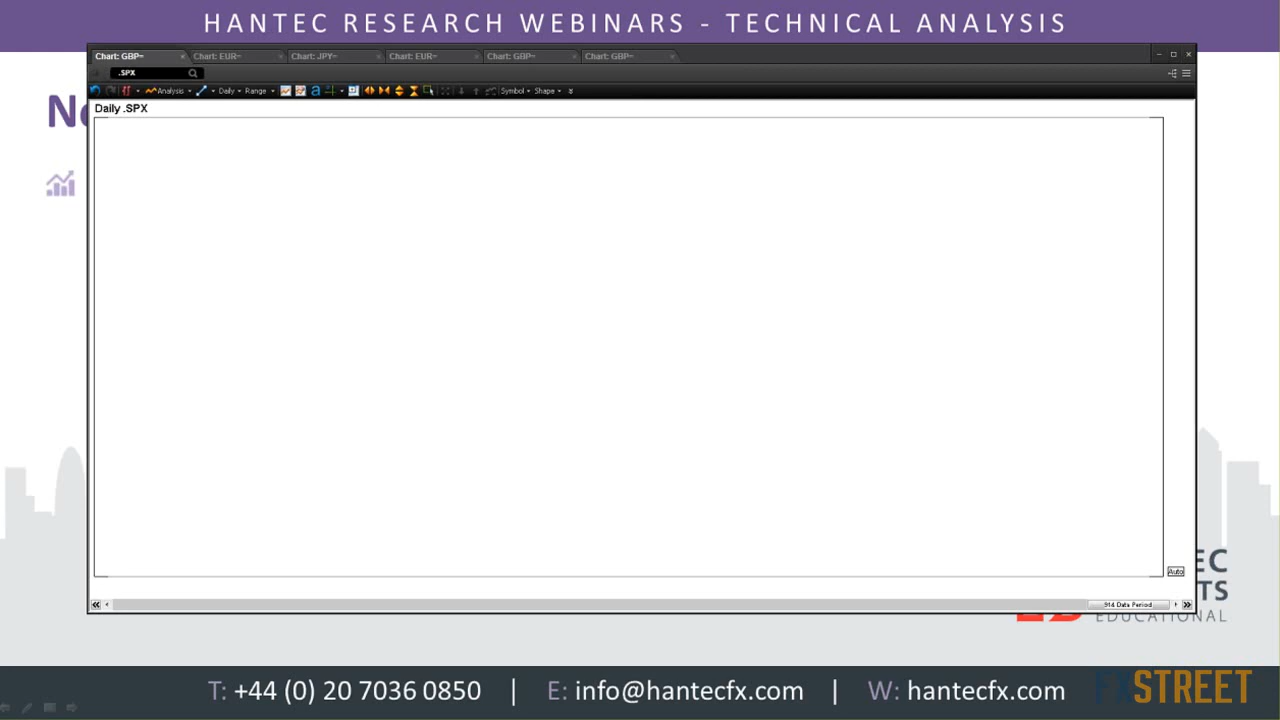 HANTEC RESEARCH WEBINARS - TECHNICAL ANALYSIS
Chart: GBP= Chart: EUR= Chart: JPY= Chart: EUR= Chart: GBP= Chart: GBP=
.SPX
Analysis Daily Range Symbol Shape
Daily .SPX
Auto
914 Data Period
EDUCATIONAL
T: +44 (0) 20 7036 0850 | E: info@hantecfx.com | W: hantecfx.com
FXSTREET